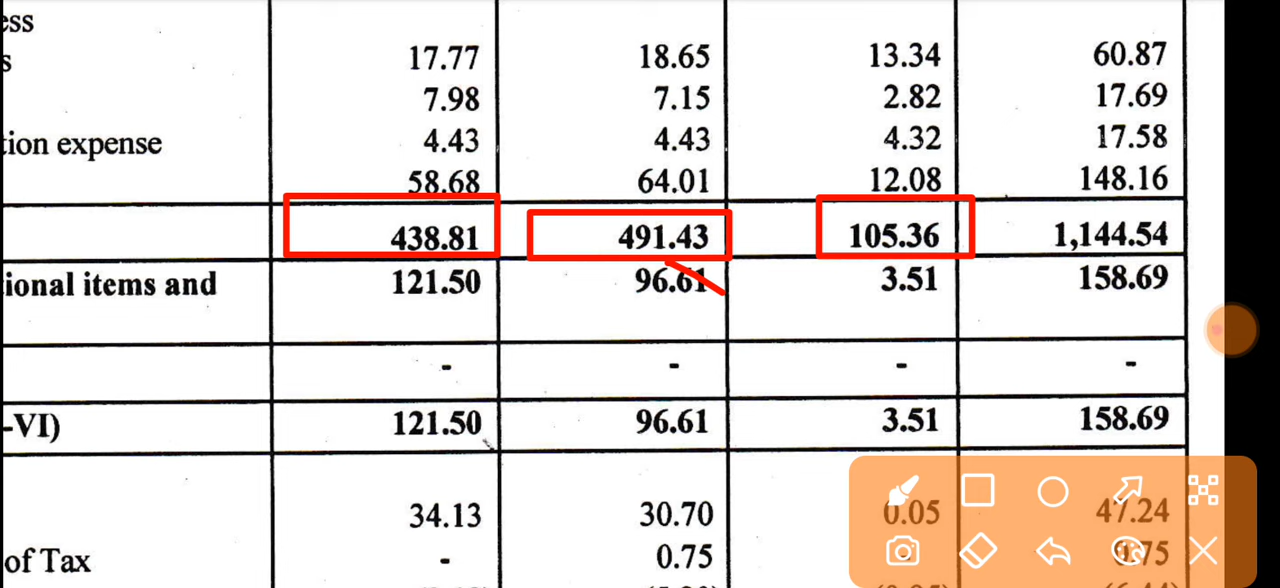 ess
s 17.77 18.65 13.34 60.87
7.98 7.15 2.82 17.69
tion expense 4.43 4.43 4.32 17.58
58.68 64.01 12.08 148.16
438.81 491.43 105.36 1,144.54
ional items and 121.50 96.61 3.51 158.69
- - - -
-VI) 121.50 96.61 3.51 158.69
34.13 30.70 0.05 47.24
of Tax - 0.75 0.75